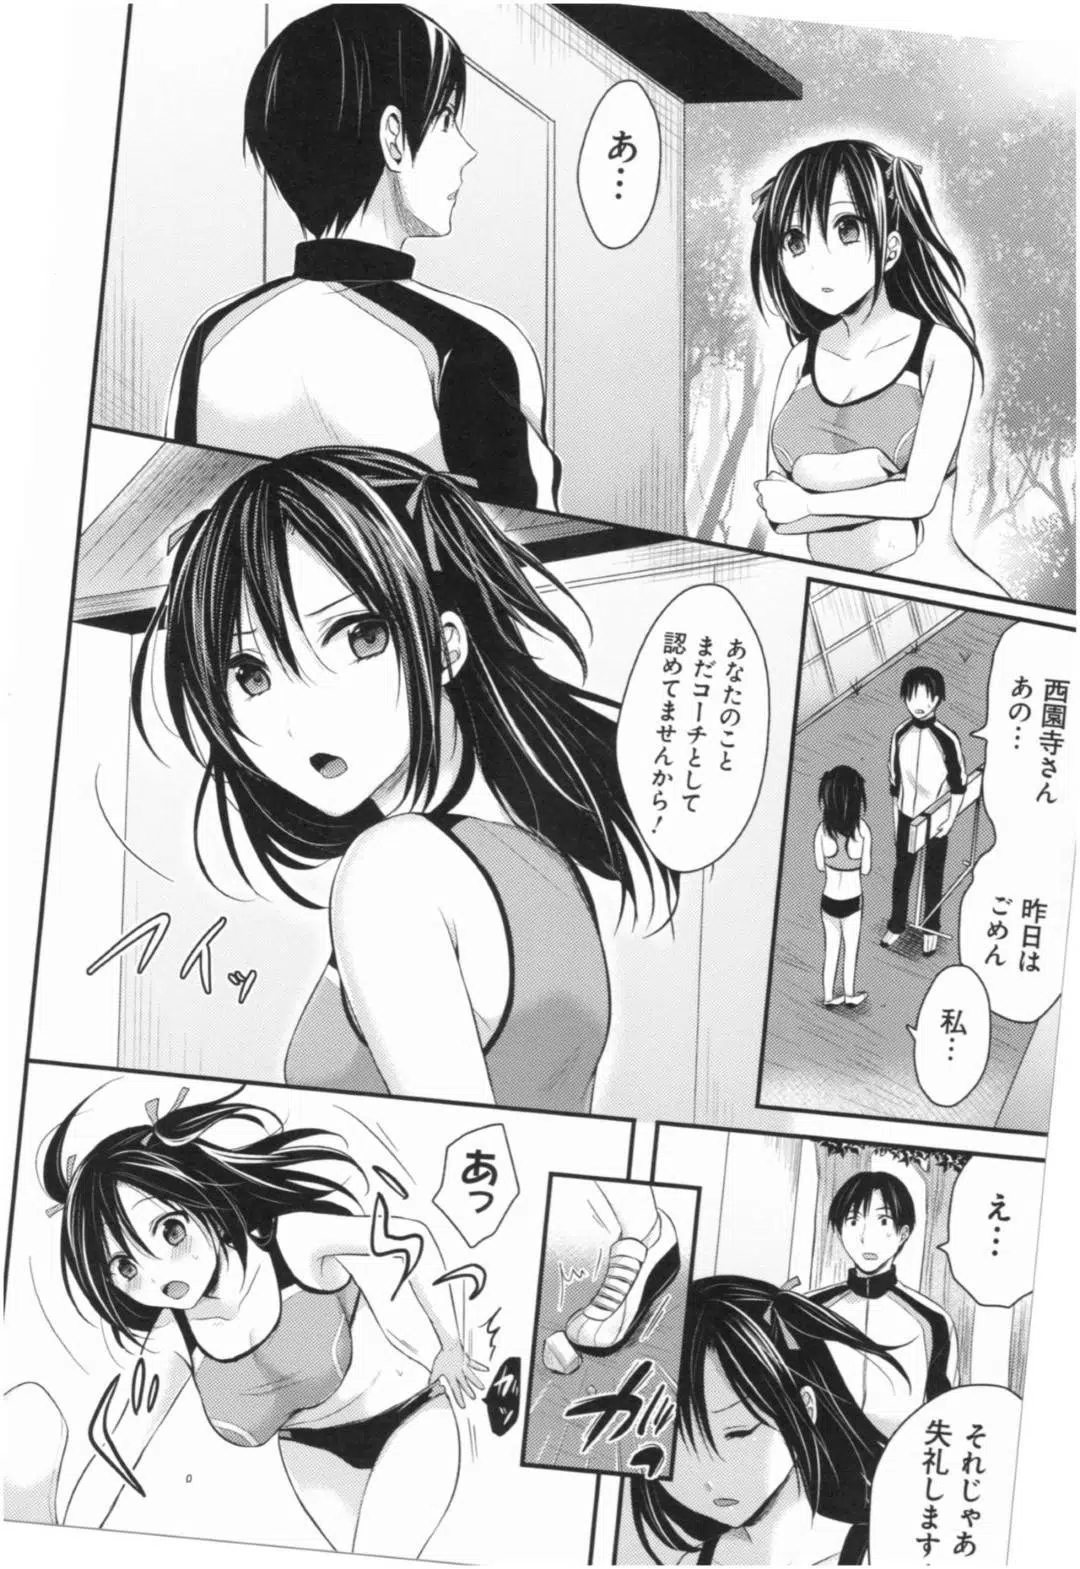 あ…
西園寺さん
あの…
昨日は
ごめん
私…
あなたのこと
まだコーチとして
認めてませんから！
フイッ
え…
それじゃあ
失礼します
ガッ
あっ